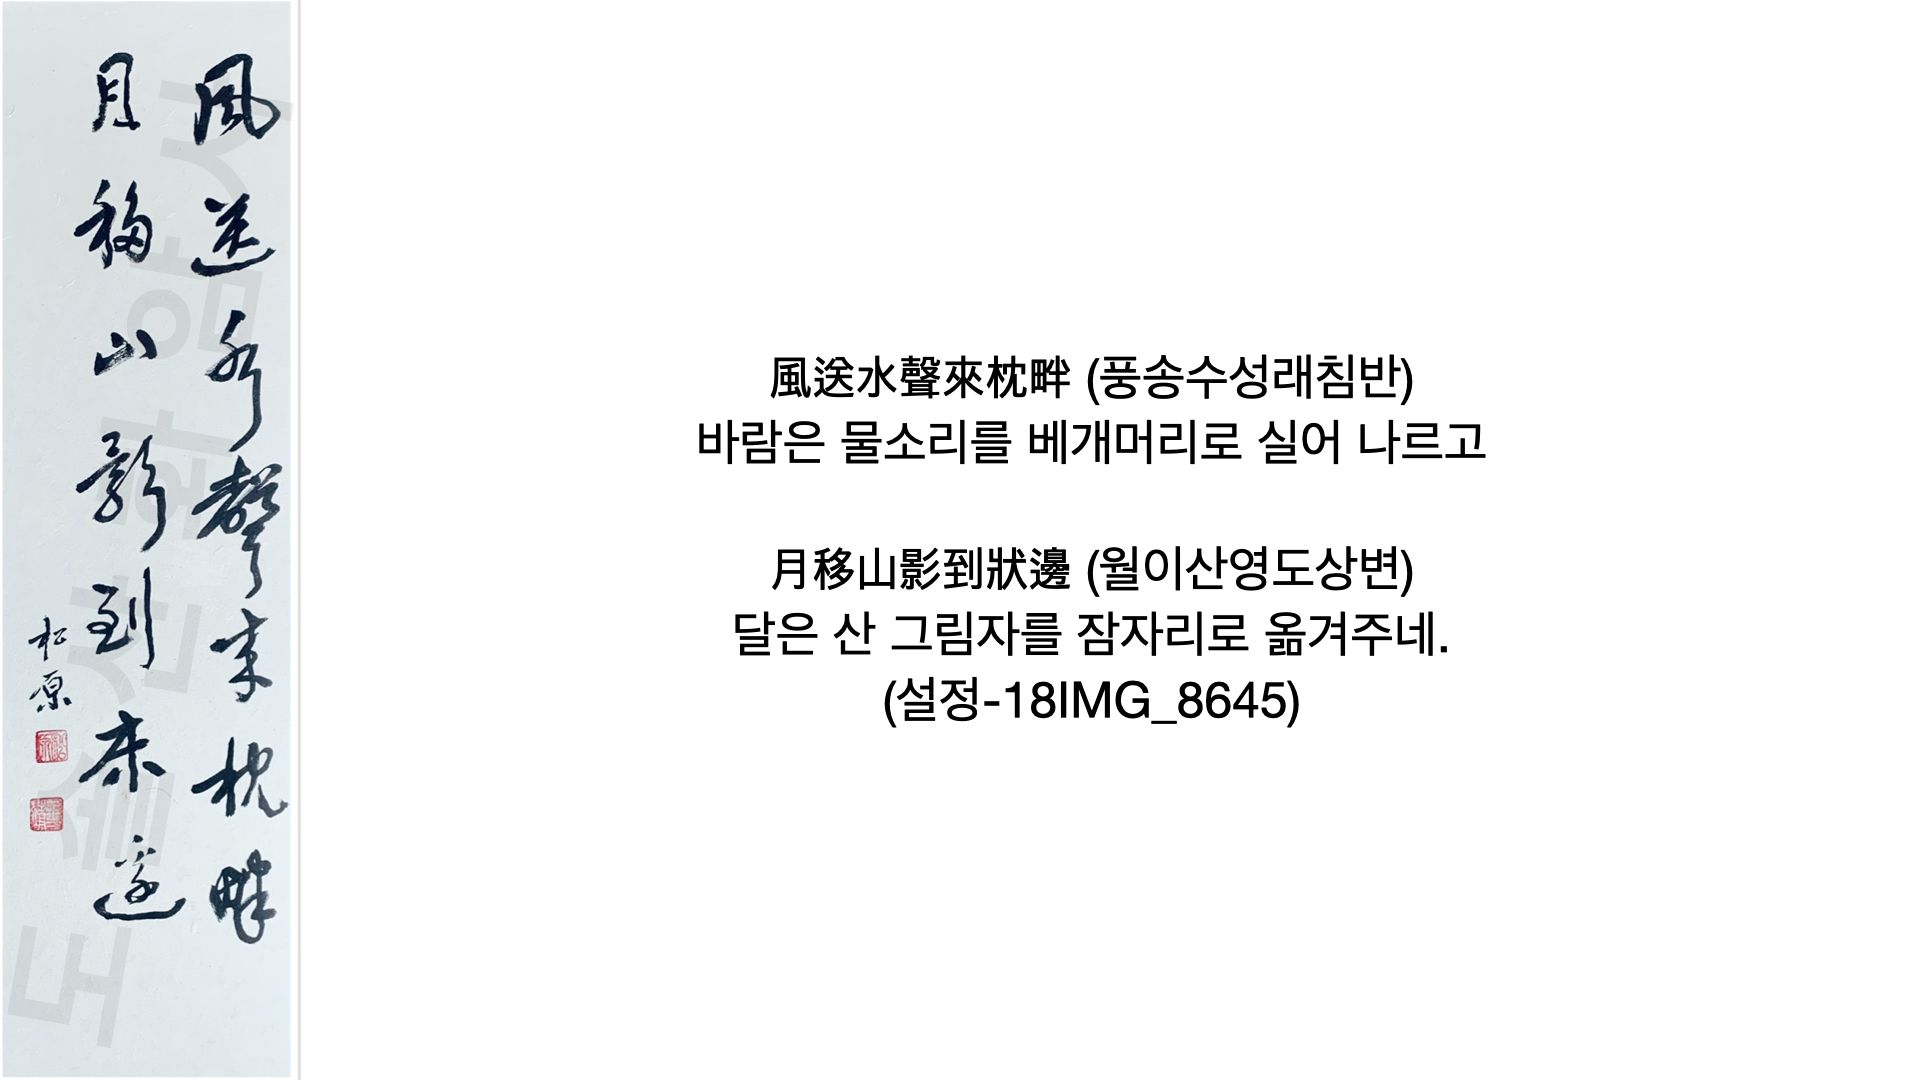 風送水聲来枕畔
月移山影到床邊
松原
風送水聲來枕畔 (풍송수성래침반)
바람은 물소리를 베개머리로 실어 나르고
月移山影到狀邊 (월이산영도상변)
달은 산 그림자를 잠자리로 옮겨주네.
(설정-18IMG_8645)